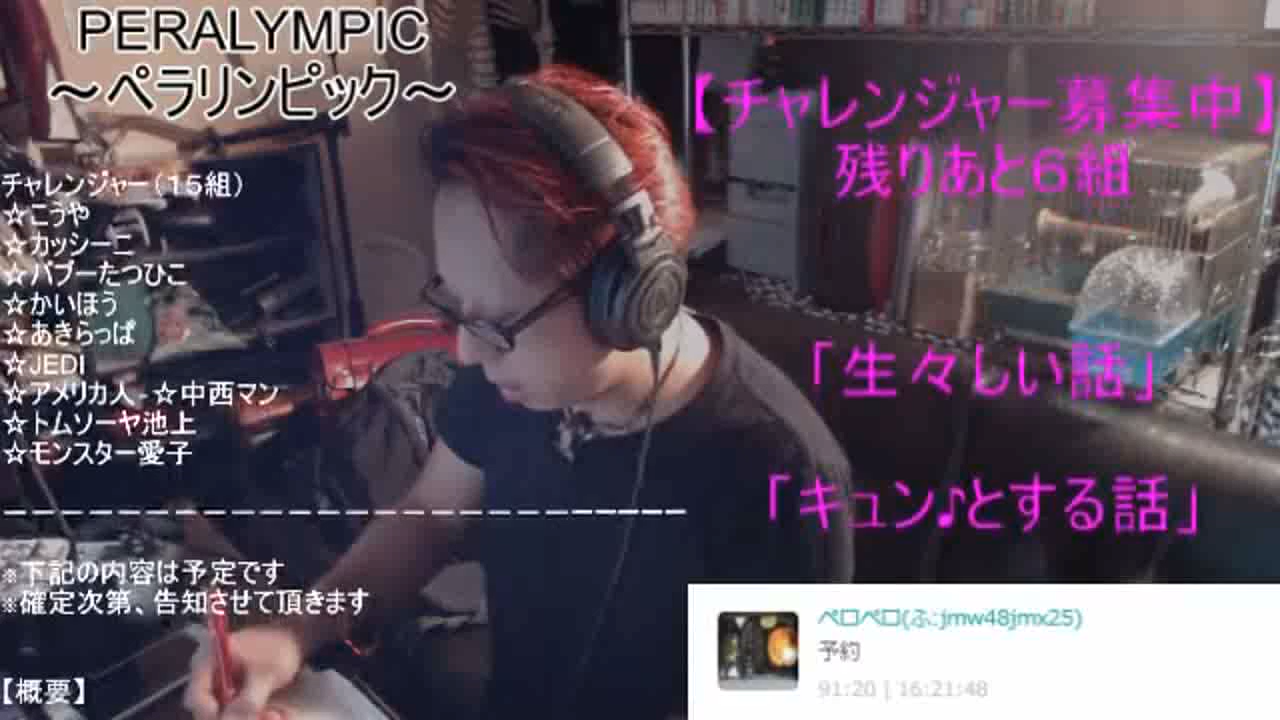 PERALYMPIC
～ペラリンピック～
チャレンジャー（15組）
☆こうや
☆カッシーニ
☆バブーたつひこ
☆かいほう
☆あきらっぱ
☆JEDI
☆アメリカ人-☆中西マン
☆トムソーヤ池上
☆モンスター愛子
※下記の内容は予定です
※確定次第、告知させて頂きます
【概要】
【チャレンジャー募集中】
残りあと６組
「生々しい話」
「キュン♪とする話」
ペロペロ(ふ:jmw48jmx25)
予約
91:20 | 16:21:48